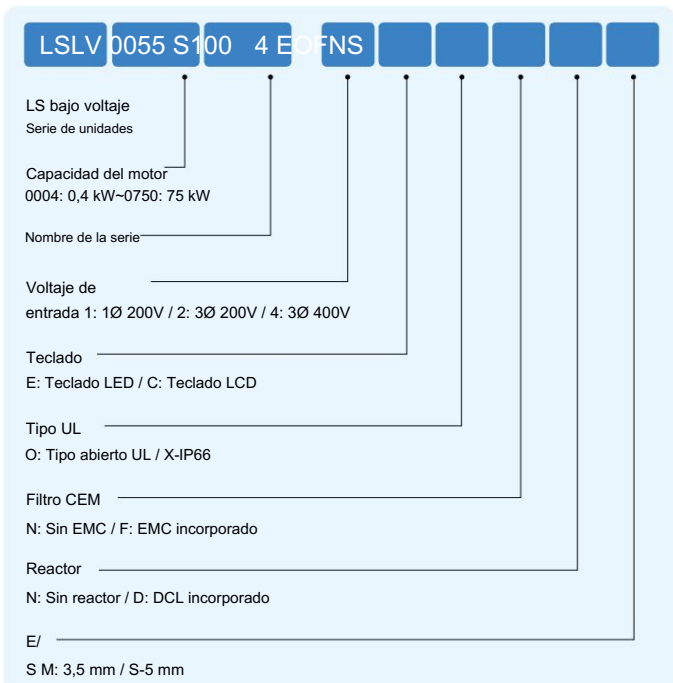 LSLV 0055 S100 4 EOFNS
LS bajo voltaje
Serie de unidades
Capacidad del motor
0004: 0,4 kW~0750: 75 kW
Nombre de la serie
Voltaje de
entrada 1: 1Ø 200V / 2: 3Ø 200V / 4: 3Ø 400V
Teclado
E: Teclado LED / C: Teclado LCD
Tipo UL
O: Tipo abierto UL / X-IP66
Filtro CEM
N: Sin EMC / F: EMC incorporado
Reactor
N: Sin reactor / D: DCL incorporado
E/
S M: 3,5 mm / S-5 mm